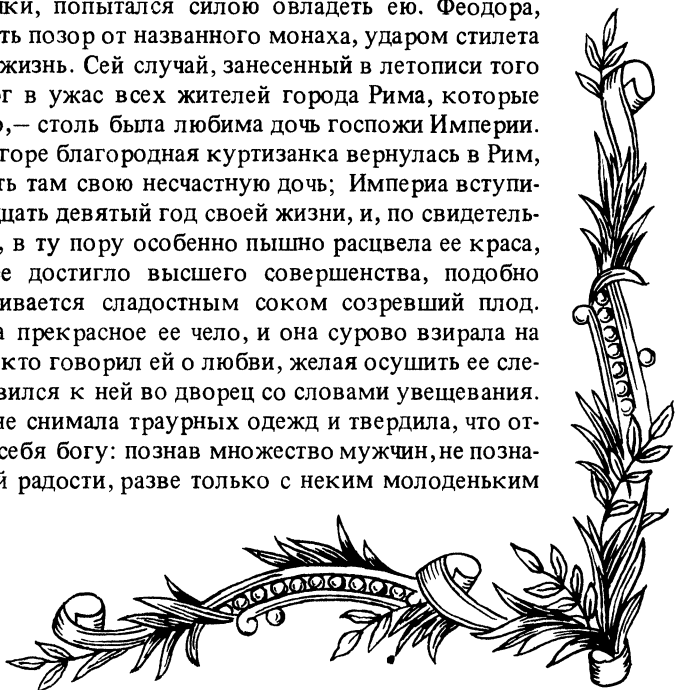 лки, попытался силою овладеть ею. Феодора,
ть позор от названного монаха, ударом стилета
жизнь. Сей случай, занесенный в летописи того
г в ужас всех жителей города Рима, которые
о,— столь была любима дочь госпожи Империи.
горе благородная куртизанка вернулась в Рим,
ть там свою несчастную дочь; Империа вступи-
дцать девятый год своей жизни, и, по свидетель-
, в ту пору особенно пышно расцвела ее краса,
ее достигло высшего совершенства, подобно
ивается сладостным соком созревший плод.
а прекрасное ее чело, и она сурово взирала на
кто говорил ей о любви, желая осушить ее сле-
вился к ней во дворец со словами увещевания.
не снимала траурных одежд и твердила, что от-
себя богу: познав множество мужчин, не позна-
й радости, разве только с неким молоденьким